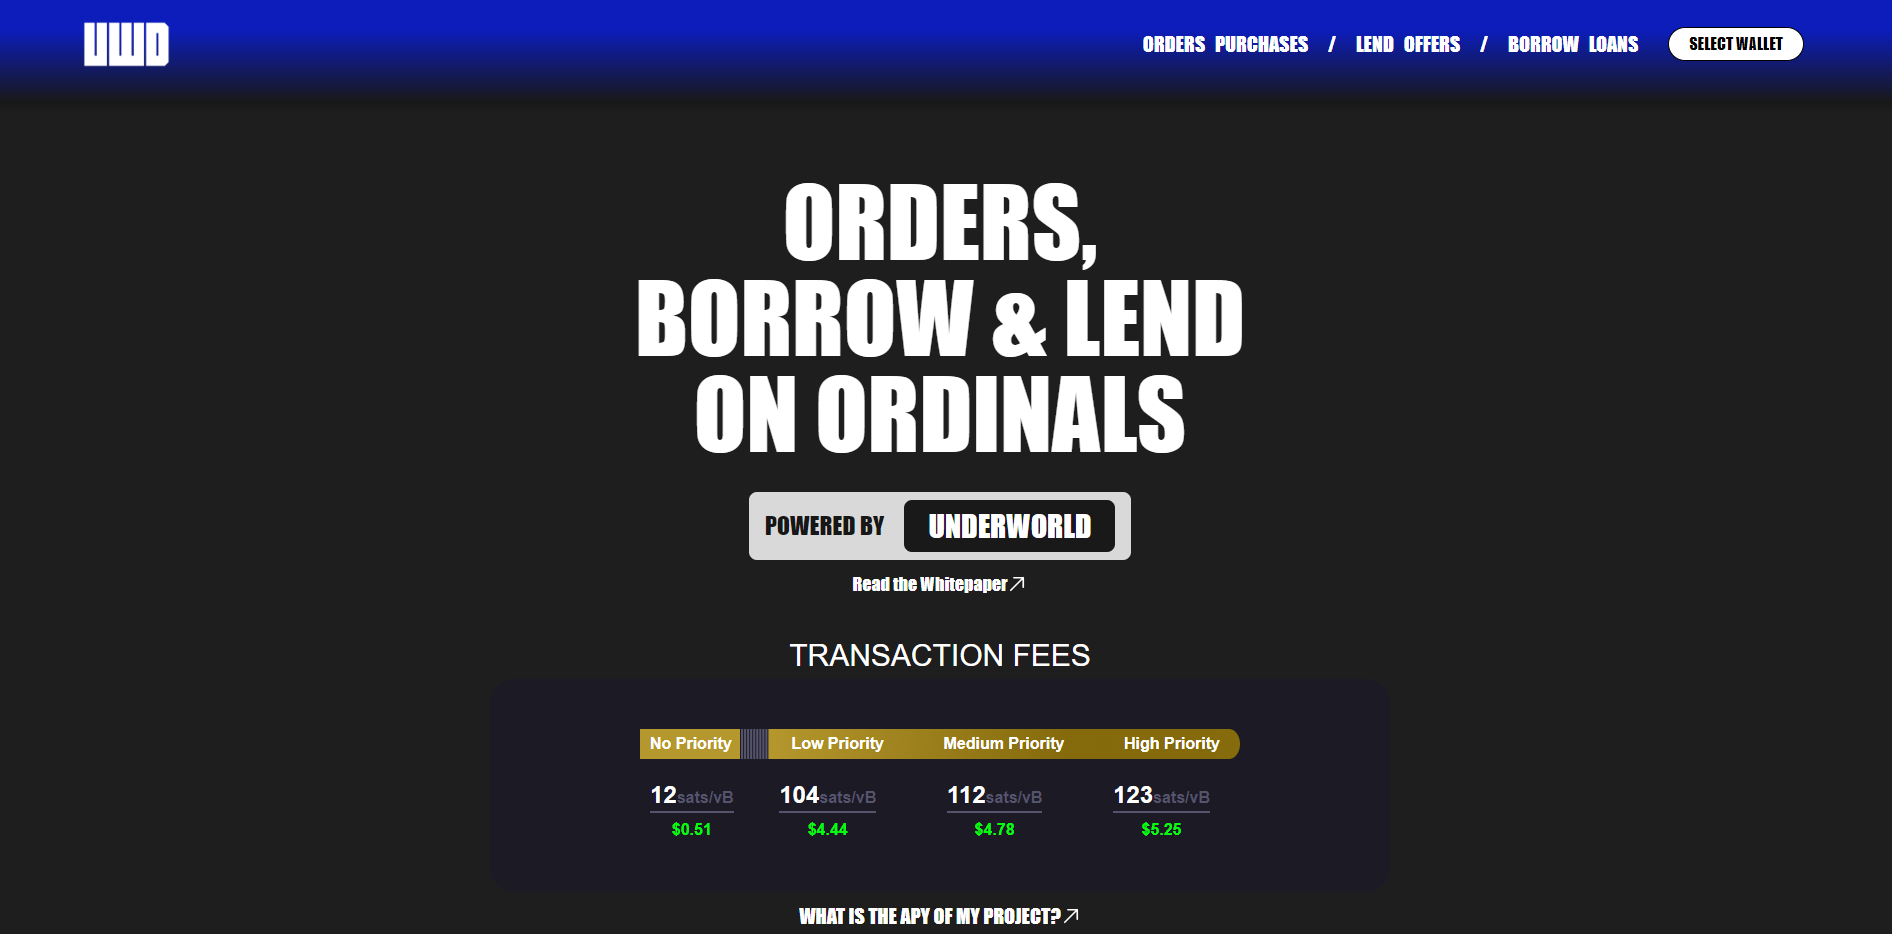 UWD
ORDERS PURCHASES / LEND OFFERS / BORROW LOANS SELECT WALLET
ORDERS,
BORROW & LEND
ON ORDINALS
POWERED BY UNDERWORLD
Read the Whitepaper
TRANSACTION FEES
No Priority Low Priority Medium Priority High Priority
12sats/vB 104sats/vB 112sats/vB 123sats/vB
$0.51 $4.44 $4.78 $5.25
WHAT IS THE APY OF MY PROJECT?